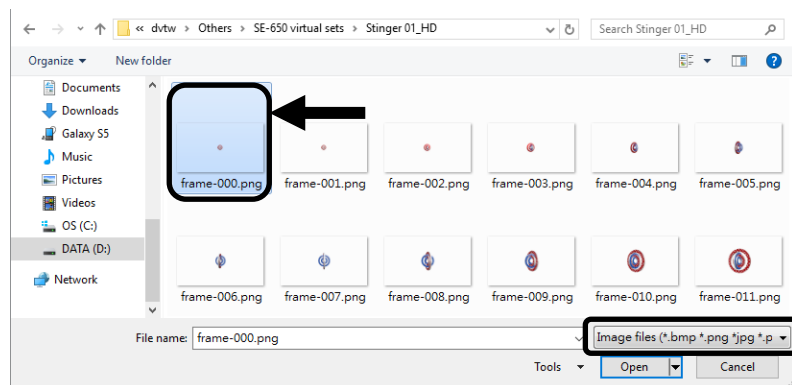 « dvtw > Others > SE-650 virtual sets > Stinger 01_HD
Search Stinger 01_HD
Organize New folder
Documents
Downloads
Galaxy S5
Music
Pictures
Videos
OS (C:)
DATA (D:)
Network
frame-000.png frame-001.png frame-002.png frame-003.png frame-004.png frame-005.png
frame-006.png frame-007.png frame-008.png frame-009.png frame-010.png frame-011.png
File name: frame-000.png Image files (*.bmp *.png *jpg *.p
Tools Open Cancel